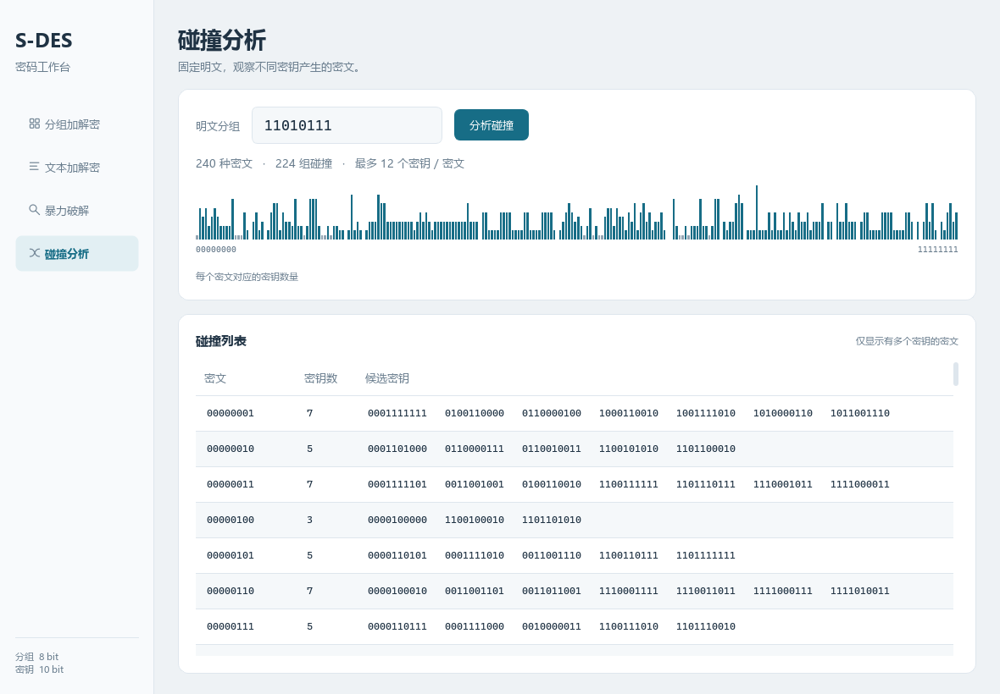 S-DES
密码工作台
分组加解密
文本加解密
暴力破解
碰撞分析
分组 8 bit
密钥 10 bit
碰撞分析
固定明文，观察不同密钥产生的密文。
明文分组 11010111 分析碰撞
240 种密文 · 224 组碰撞 · 最多 12 个密钥 / 密文
00000000 11111111
每个密文对应的密钥数量
碰撞列表 仅显示有多个密钥的密文
密文 密钥数 候选密钥
00000001 7 0001111111 0100110000 0110000100 1000110010 1001111010 1010000110 1011001110
00000010 5 0001101000 0110000111 0110010011 1100101010 1101100010
00000011 7 0001111101 0011001001 0100110010 1100111111 1101110111 1110001011 1111000011
00000100 3 0000100000 1100100010 1101101010
00000101 5 0000110101 0001111010 0011001110 1100110111 1101111111
00000110 7 0000100010 0011001101 0011011001 1110001111 1110011011 1111000111 1111010011
00000111 5 0000110111 0001111000 0010000011 1100111010 1101110010